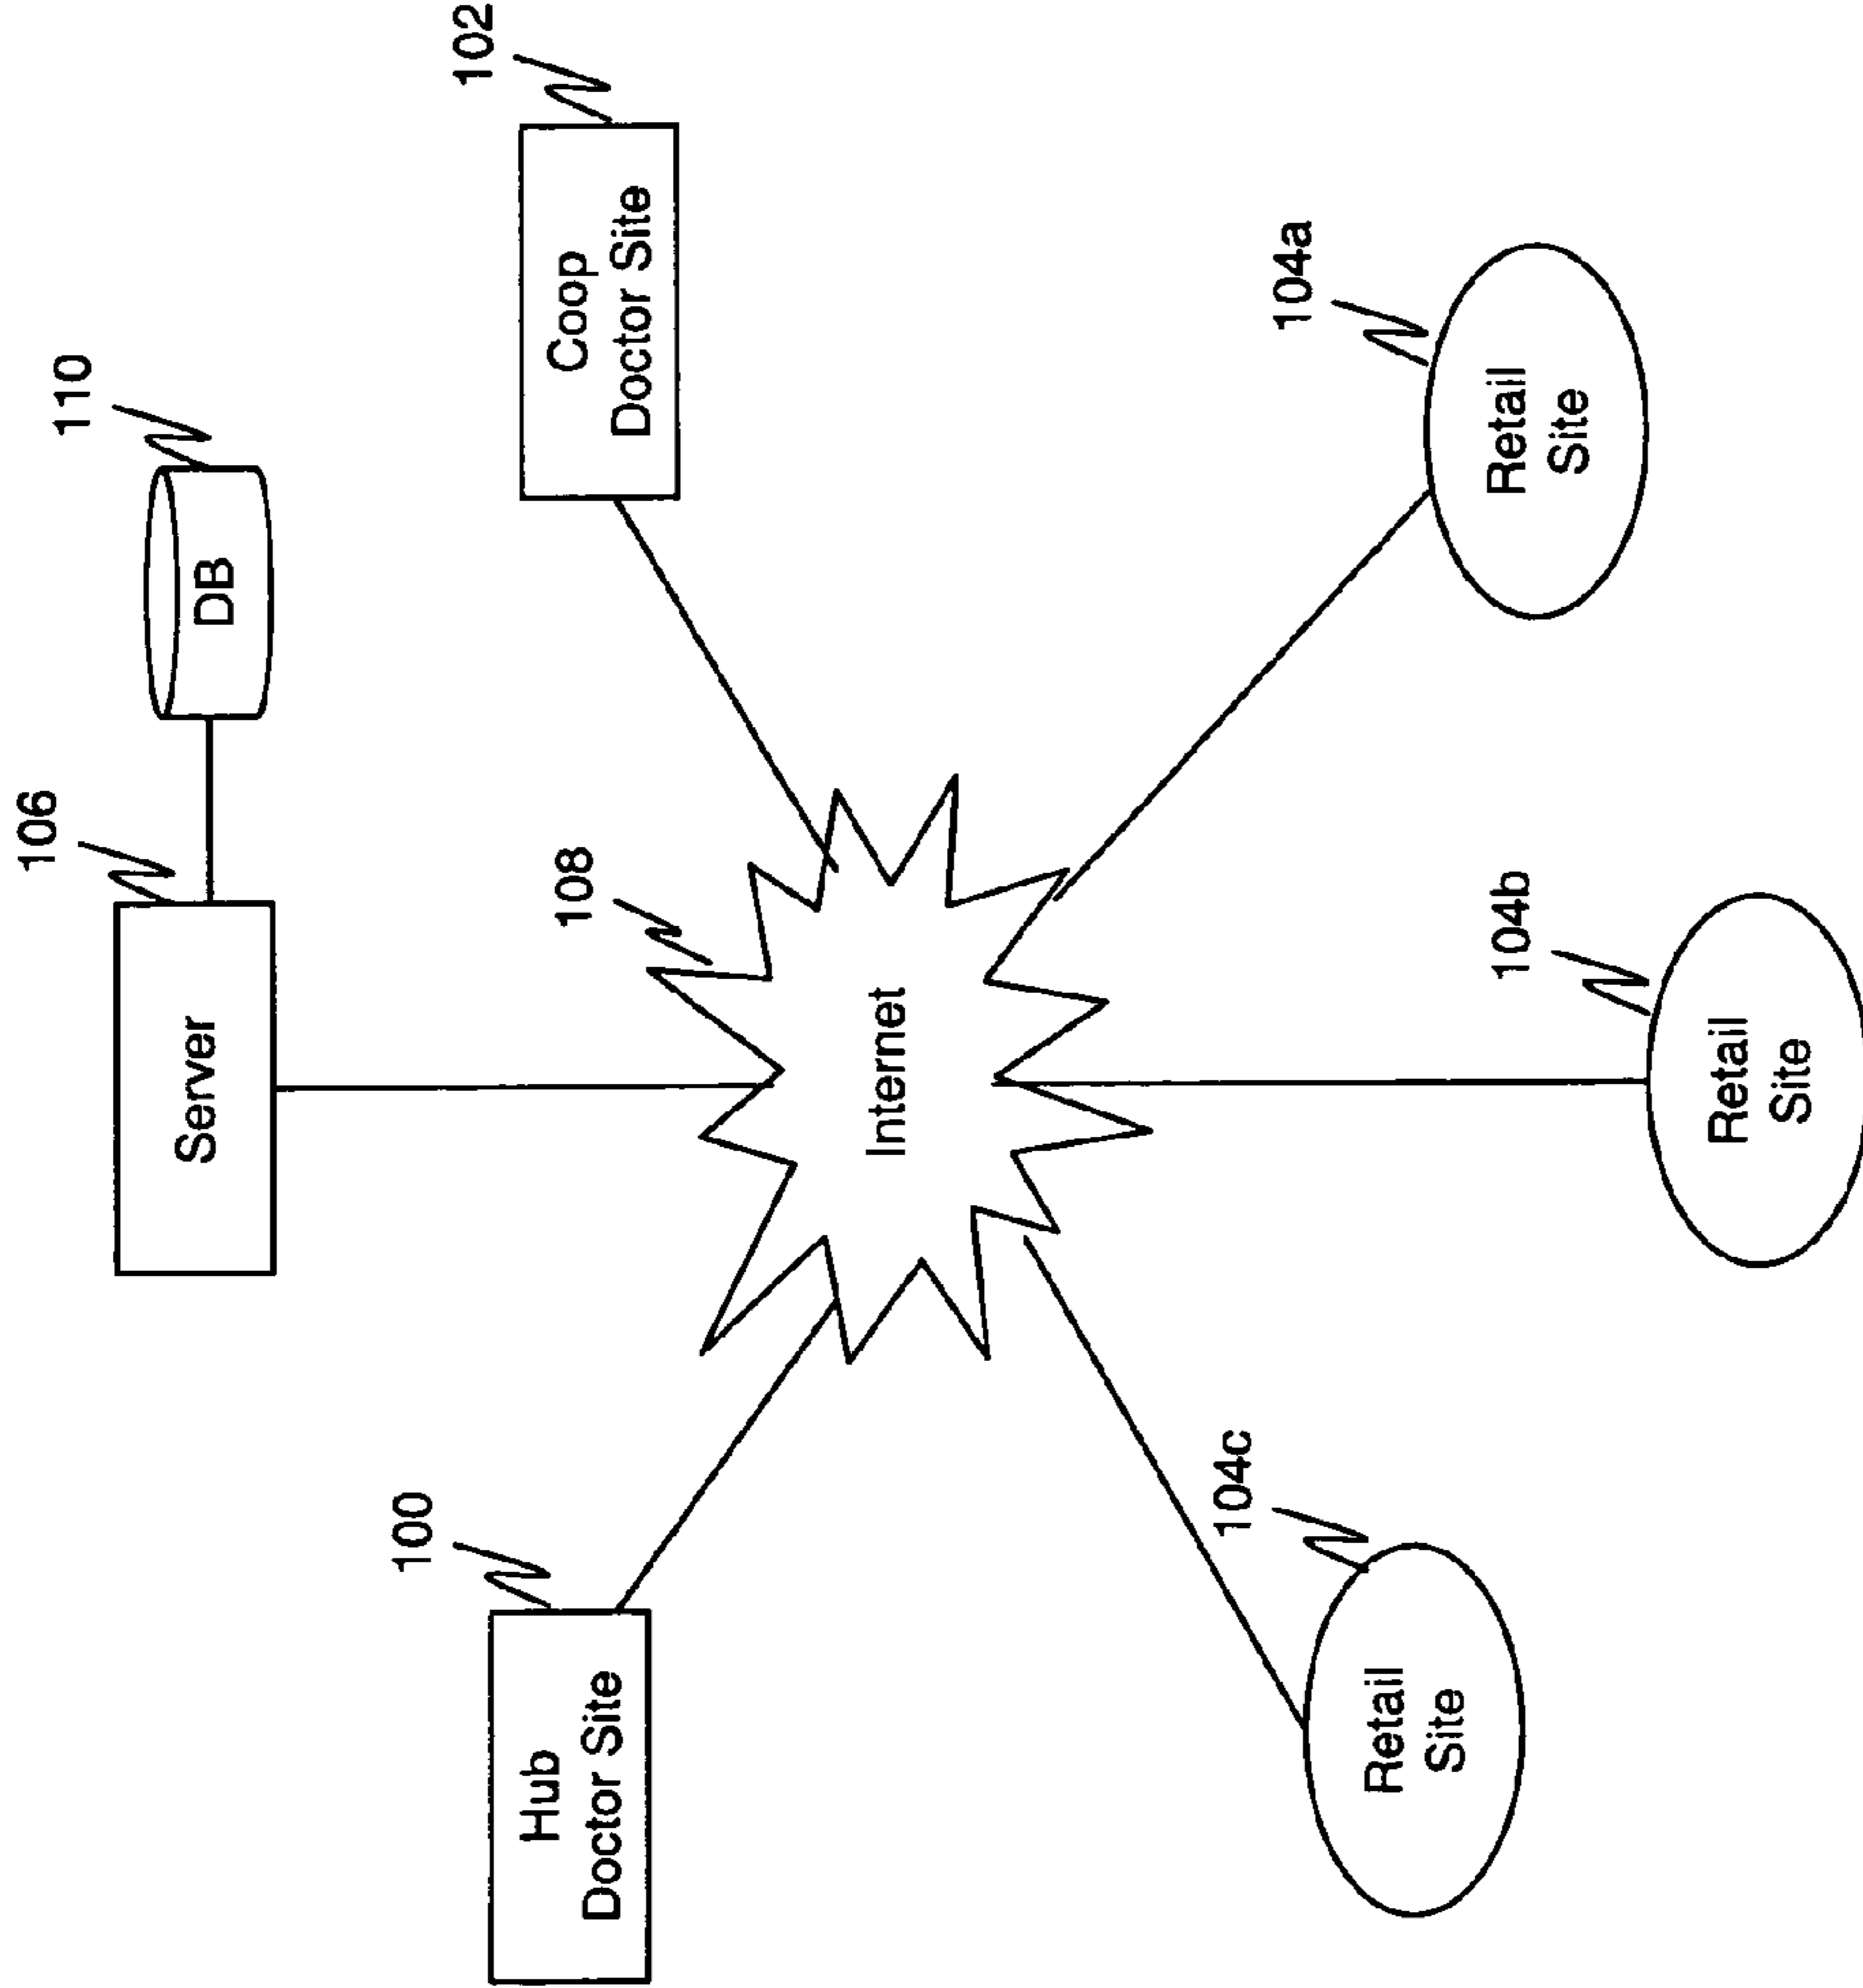 106
Server
110
DB
100
Hub
Doctor Site
108
Internet
102
Coop
Doctor Site
104c
Retail
Site
104b
Retail
Site
104a
Retail
Site